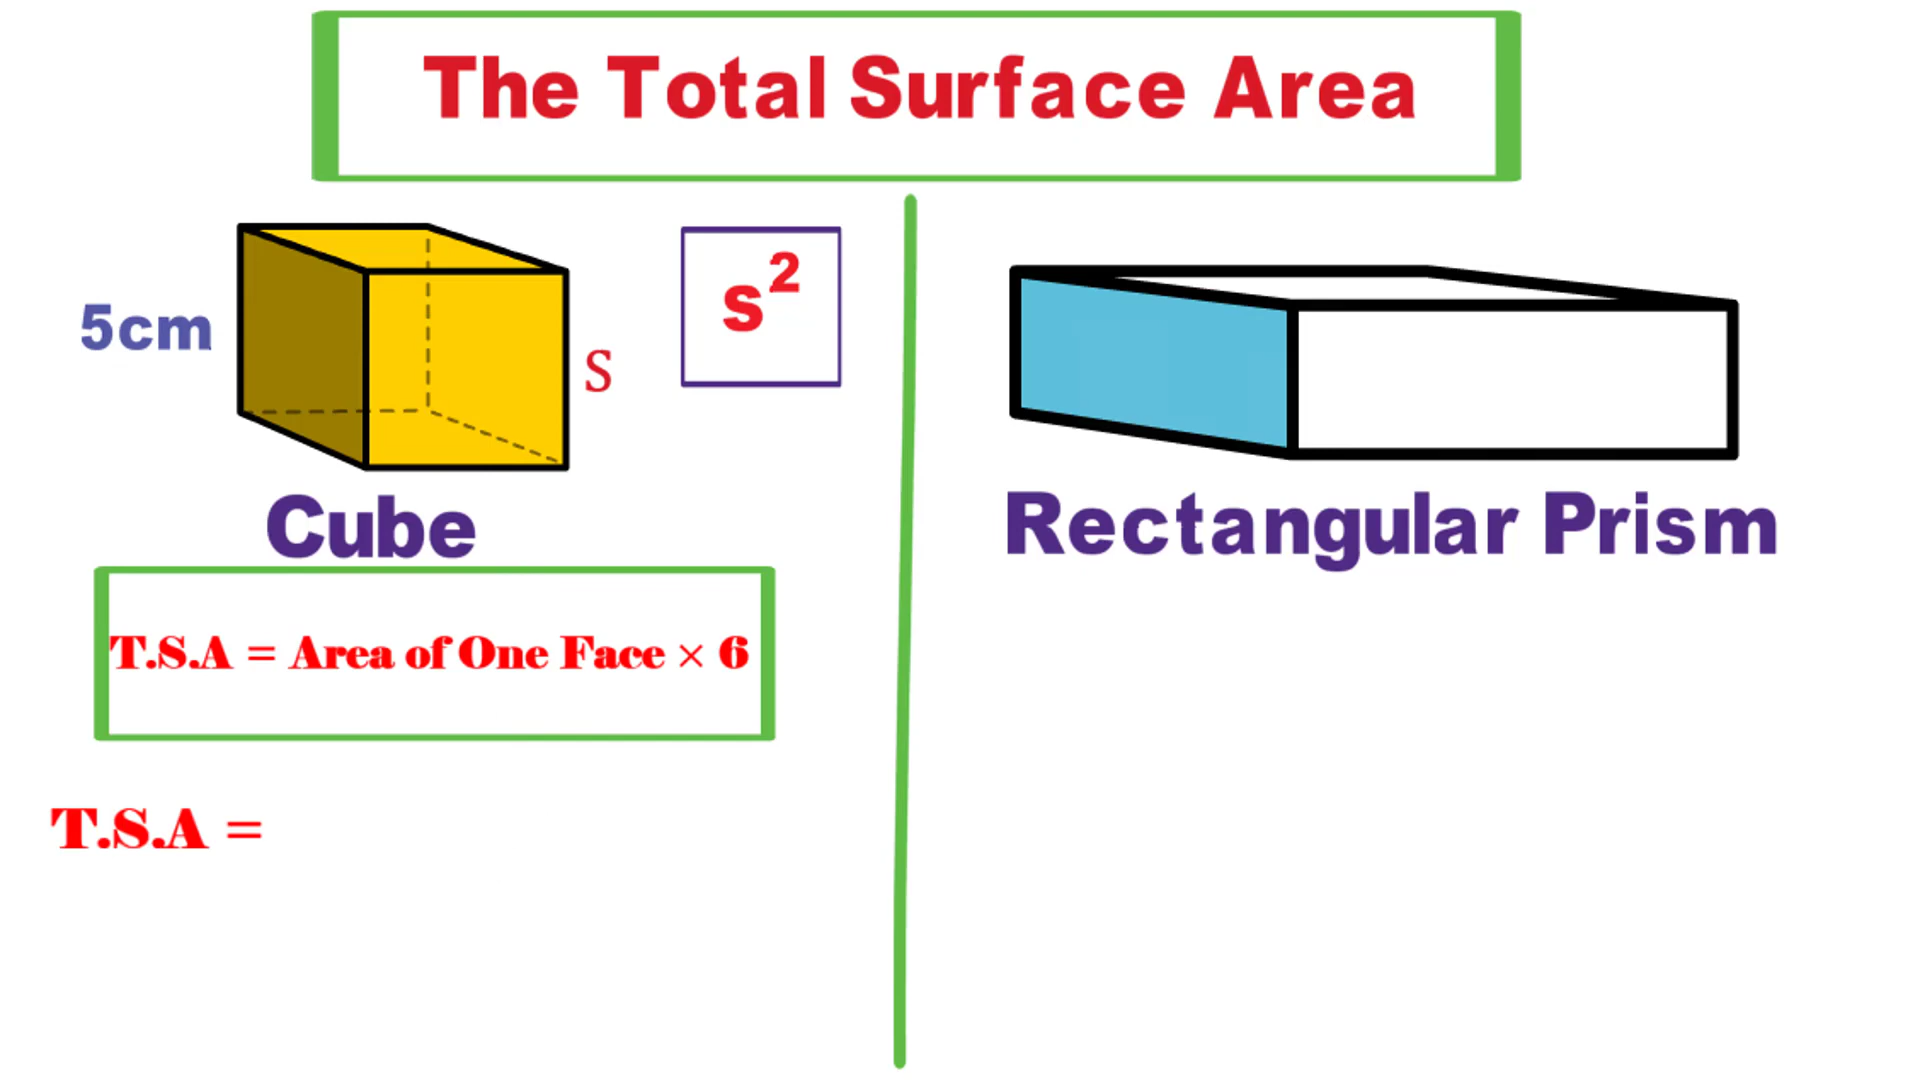 The Total Surface Area
5cm
s
s²
Cube
T.S.A = Area of One Face × 6
T.S.A =
Rectangular Prism